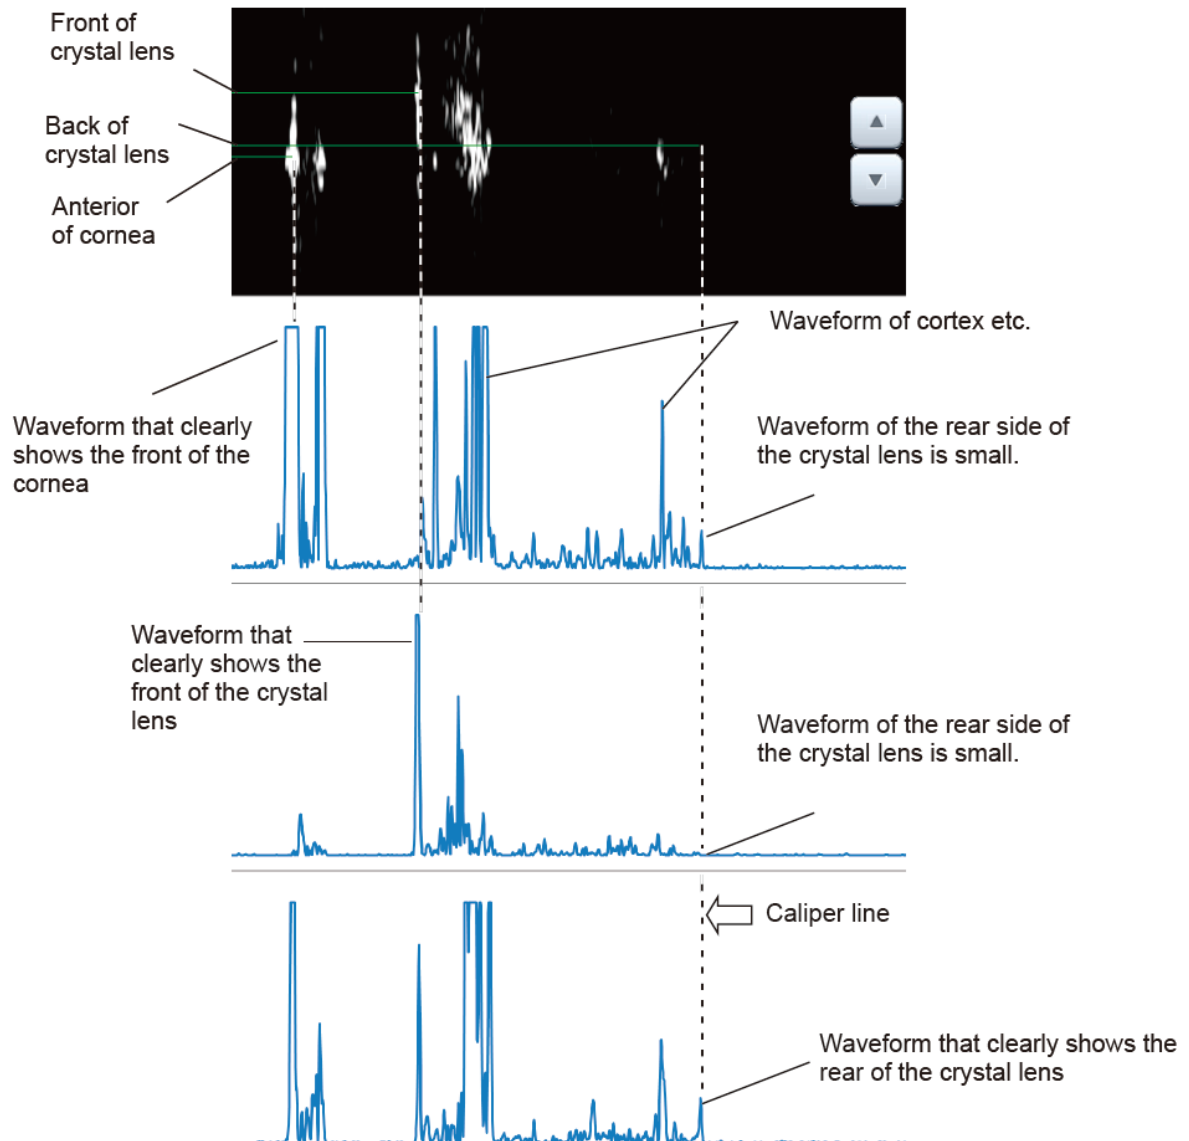 Front of
crystal lens
Back of
crystal lens
Anterior
of cornea
Waveform of cortex etc.
Waveform that clearly
shows the front of the
cornea
Waveform of the rear side of
the crystal lens is small.
Waveform that
clearly shows the
front of the crystal
lens
Waveform of the rear side of
the crystal lens is small.
Caliper line
Waveform that clearly shows the
rear of the crystal lens